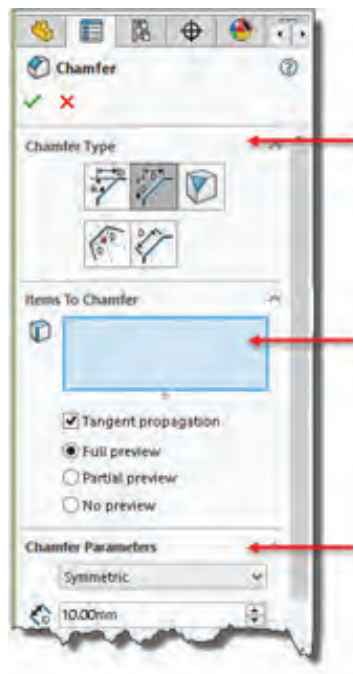 Chamfer
Chamfer Type
Items To Chamfer
Tangent propagation
Full preview
Partial preview
No preview
Chamfer Parameters
Symmetric
10.00mm